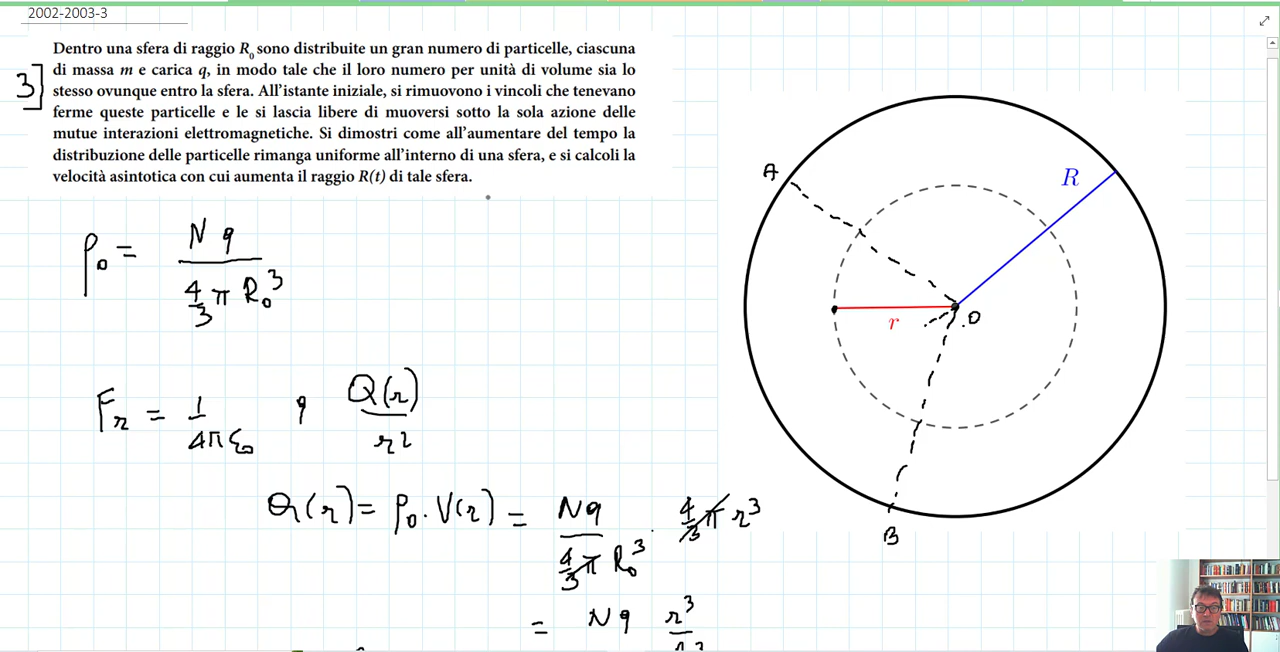 2002-2003-3
3]
Dentro una sfera di raggio R₀ sono distribuite un gran numero di particelle, ciascuna
di massa m e carica q, in modo tale che il loro numero per unità di volume sia lo
stesso ovunque entro la sfera. All'istante iniziale, si rimuovono i vincoli che tenevano
ferme queste particelle e le si lascia libere di muoversi sotto la sola azione delle
mutue interazioni elettromagnetiche. Si dimostri come all'aumentare del tempo la
distribuzione delle particelle rimanga uniforme all'interno di una sfera, e si calcoli la
velocità asintotica con cui aumenta il raggio R(t) di tale sfera.
ρ₀ = N q / (4/3 π R₀³)
F_r = 1/(4πε₀) q Q(r)/r²
Q(r) = ρ₀ · V(r) = N q / (4/3 π R₀³) · 4/3 π r³
= N q r³
A
R
r
O
B